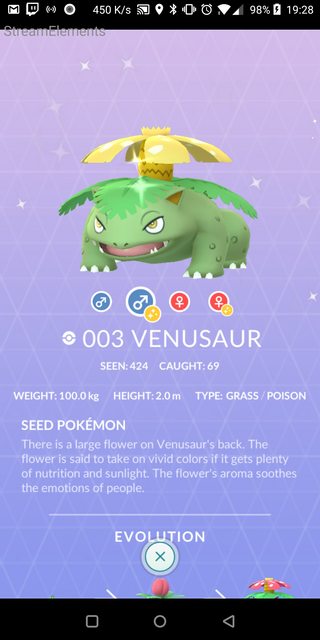 450 K/s 98% 19:28
StreamElements
003 VENUSAUR
SEEN: 424 CAUGHT: 69
WEIGHT: 100.0 kg HEIGHT: 2.0 m TYPE: GRASS / POISON
SEED POKÉMON
There is a large flower on Venusaur's back. The
flower is said to take on vivid colors if it gets plenty
of nutrition and sunlight. The flower's aroma soothes
the emotions of people.
EVOLUTION